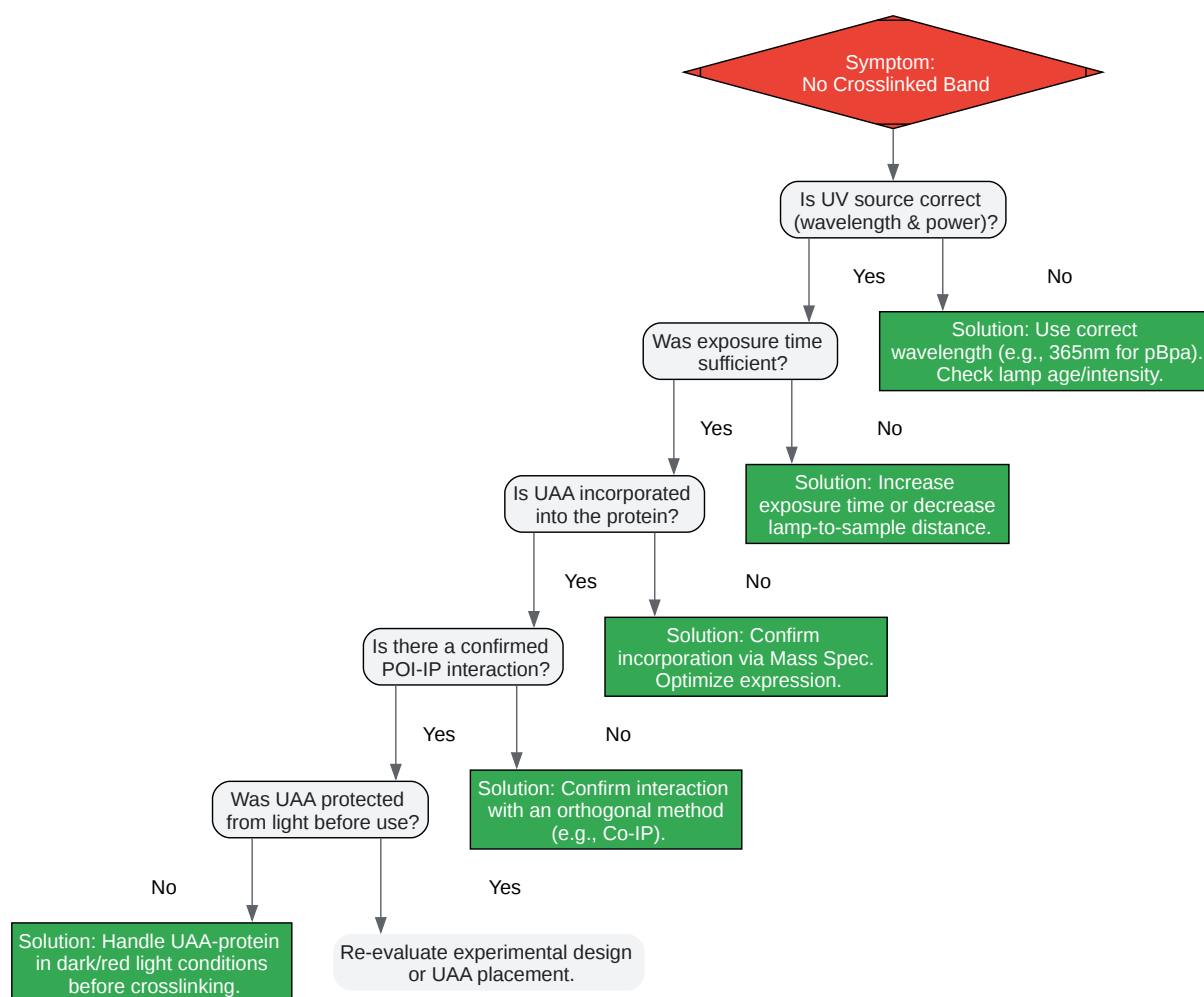 Symptom:
No Crosslinked Band
Is UV source correct
(wavelength & power)?
Yes
No
Was exposure time
sufficient?
Solution: Use correct
wavelength (e.g., 365nm for pBpa).
Check lamp age/intensity.
Yes
No
Is UAA incorporated
into the protein?
Solution: Increase
exposure time or decrease
lamp-to-sample distance.
Yes
No
Is there a confirmed
POI-IP interaction?
Solution: Confirm
incorporation via Mass Spec.
Optimize expression.
Yes
No
Was UAA protected
from light before use?
Solution: Confirm interaction
with an orthogonal method
(e.g., Co-IP).
No
Yes
Solution: Handle UAA-protein
in dark/red light conditions
before crosslinking.
Re-evaluate experimental design
or UAA placement.